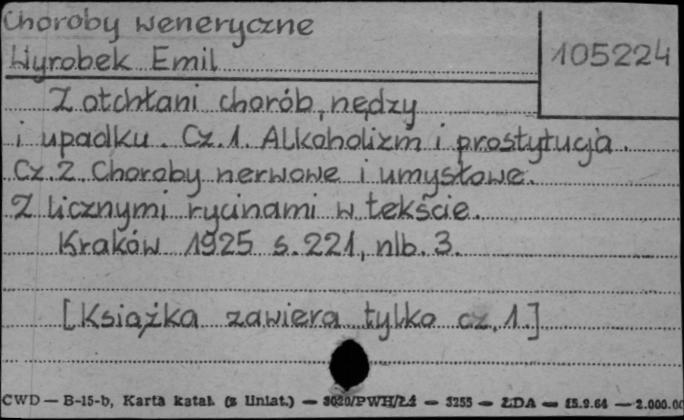 Choroby weneryczne
Wyrobek Emil
105224
Z otchłani chorób, nędzy
i upadku. Cz. 1. Alkoholizm i prostytucja.
Cz. 2 Choroby nerwowe i umysłowe.
Z licznymi rycinami w tekście.
Kraków 1925 s. 221, nlb. 3.
[Książka zawiera tylko cz. 1.]
CWD — B-15-b, Karta katal. (z liniat.) — 3020/PWH/Ł4 — 3255 — ŁDA — 15.9.64 — 2.000.00